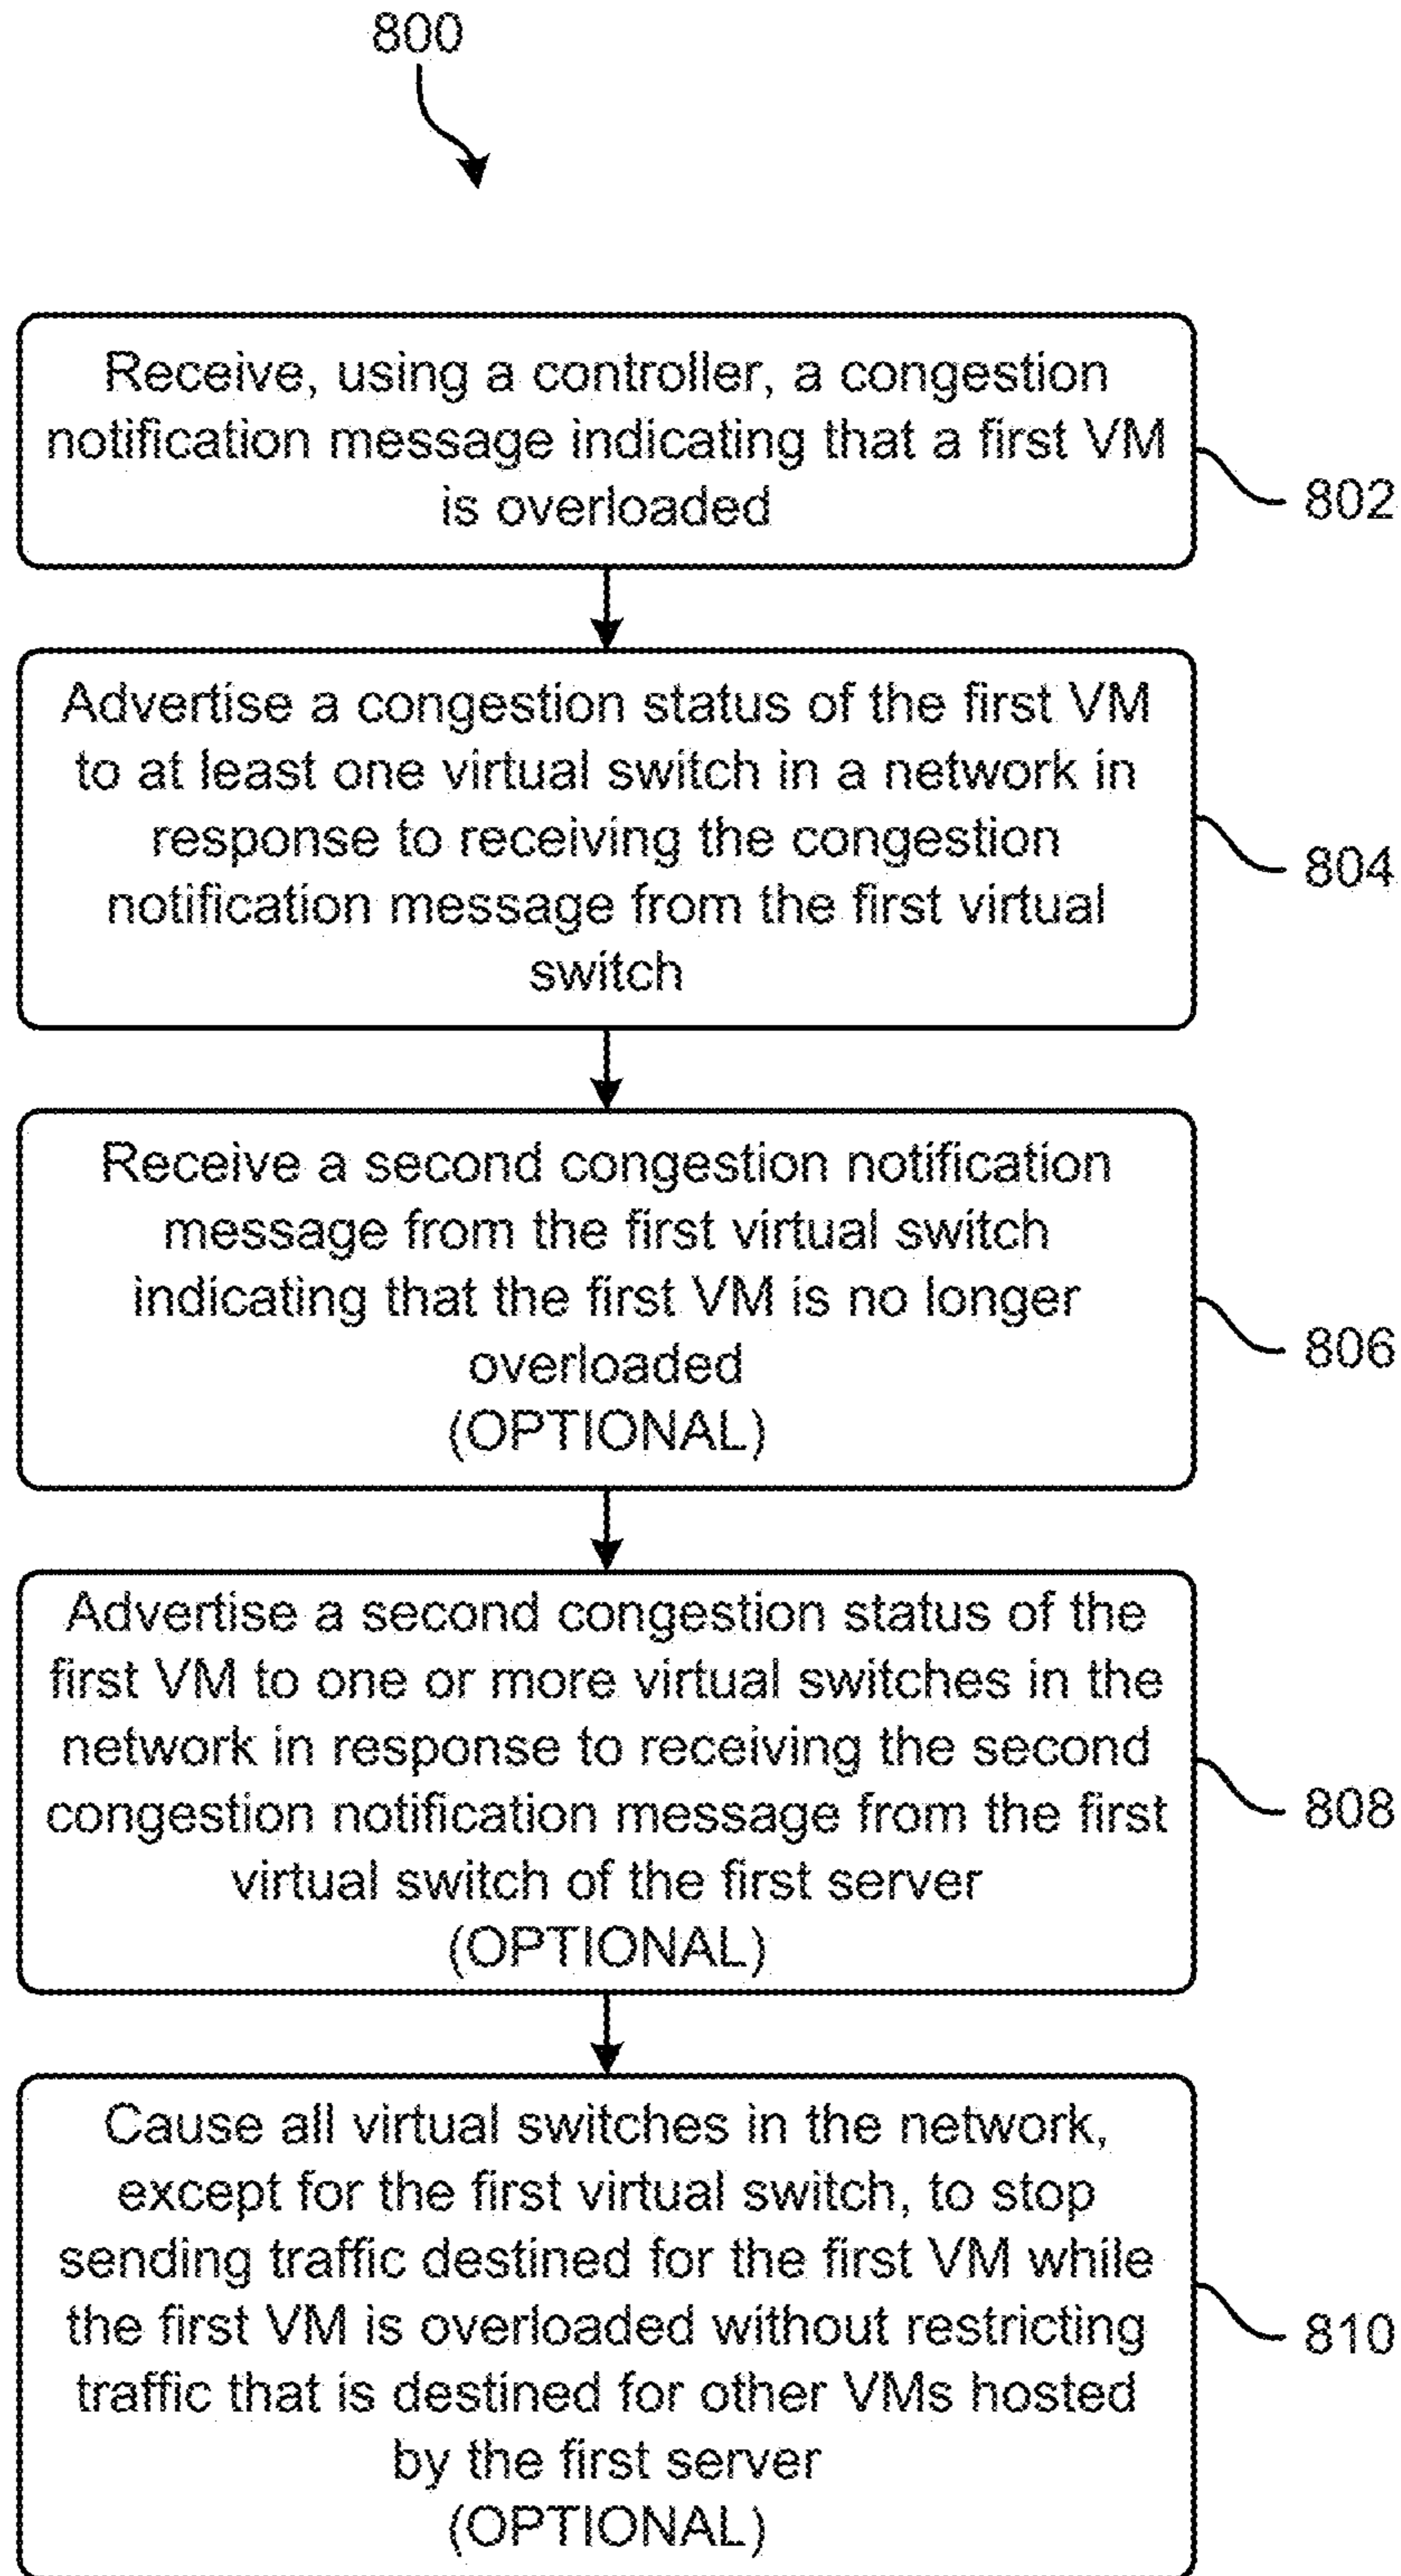 800
Receive, using a controller, a congestion
notification message indicating that a first VM
is overloaded
802
Advertise a congestion status of the first VM
to at least one virtual switch in a network in
response to receiving the congestion
notification message from the first virtual
switch
804
Receive a second congestion notification
message from the first virtual switch
indicating that the first VM is no longer
overloaded
(OPTIONAL)
806
Advertise a second congestion status of the
first VM to one or more virtual switches in the
network in response to receiving the second
congestion notification message from the first
virtual switch of the first server
(OPTIONAL)
808
Cause all virtual switches in the network,
except for the first virtual switch, to stop
sending traffic destined for the first VM while
the first VM is overloaded without restricting
traffic that is destined for other VMs hosted
by the first server
(OPTIONAL)
810